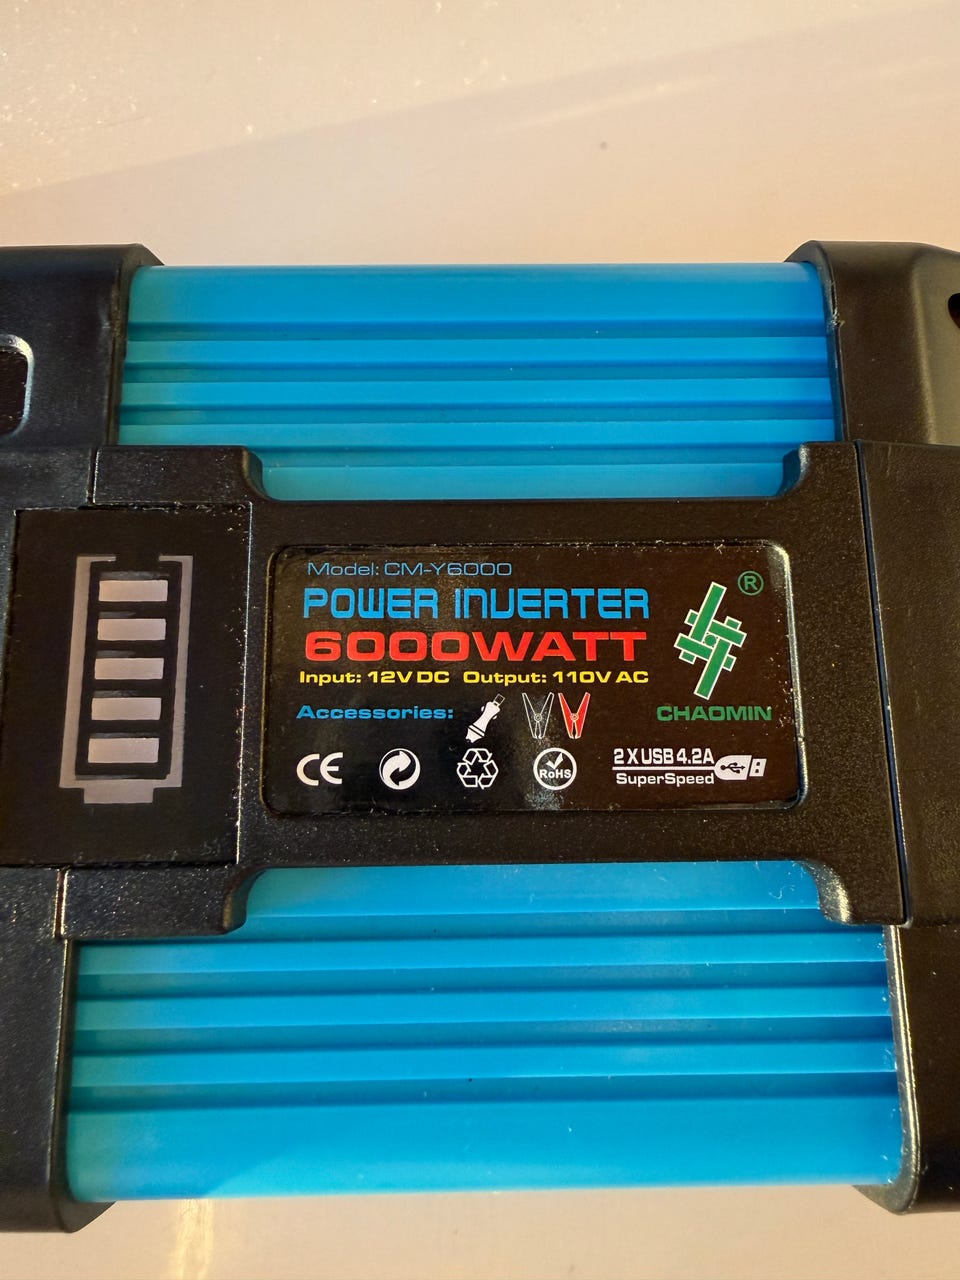 Model: CM-Y6000
POWER INVERTER
6000WATT
Input: 12V DC Output: 110V AC
Accessories:
®
CHAOMIN
CE
RoHS
2 X USB 4.2A
SuperSpeed